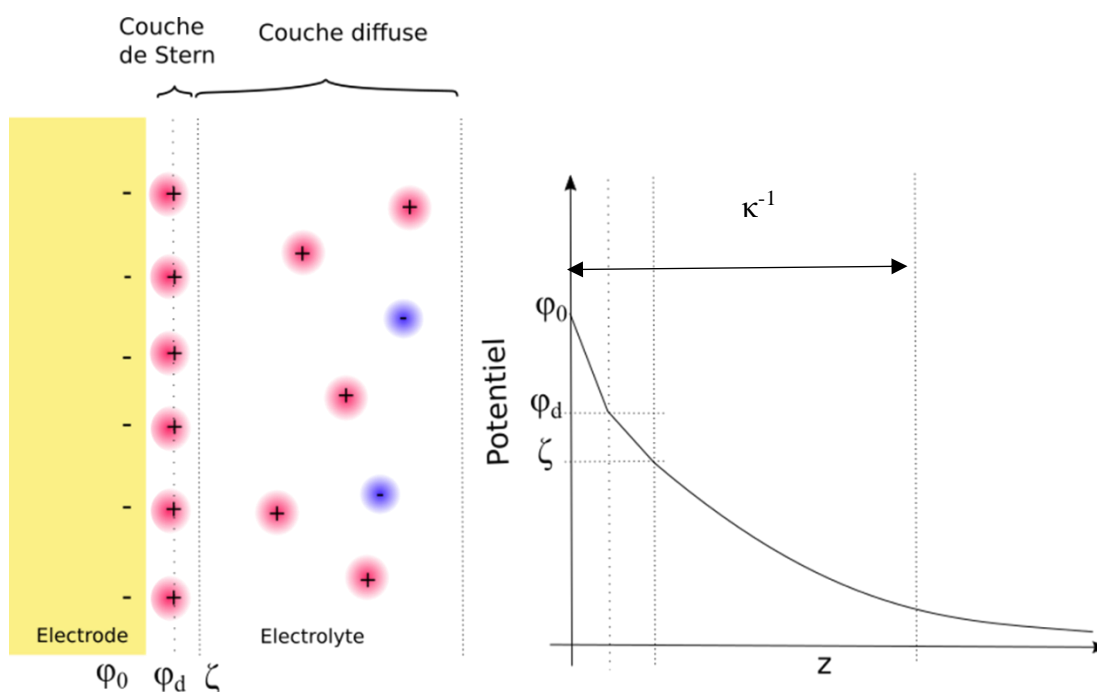 Couche
de Stern
Couche diffuse
- + + +
- +
- + -
- + +
- + -
- + +
- +
Electrode
Electrolyte
φ0 φd ζ
κ-1
φ0
φd
ζ
Potentiel
z